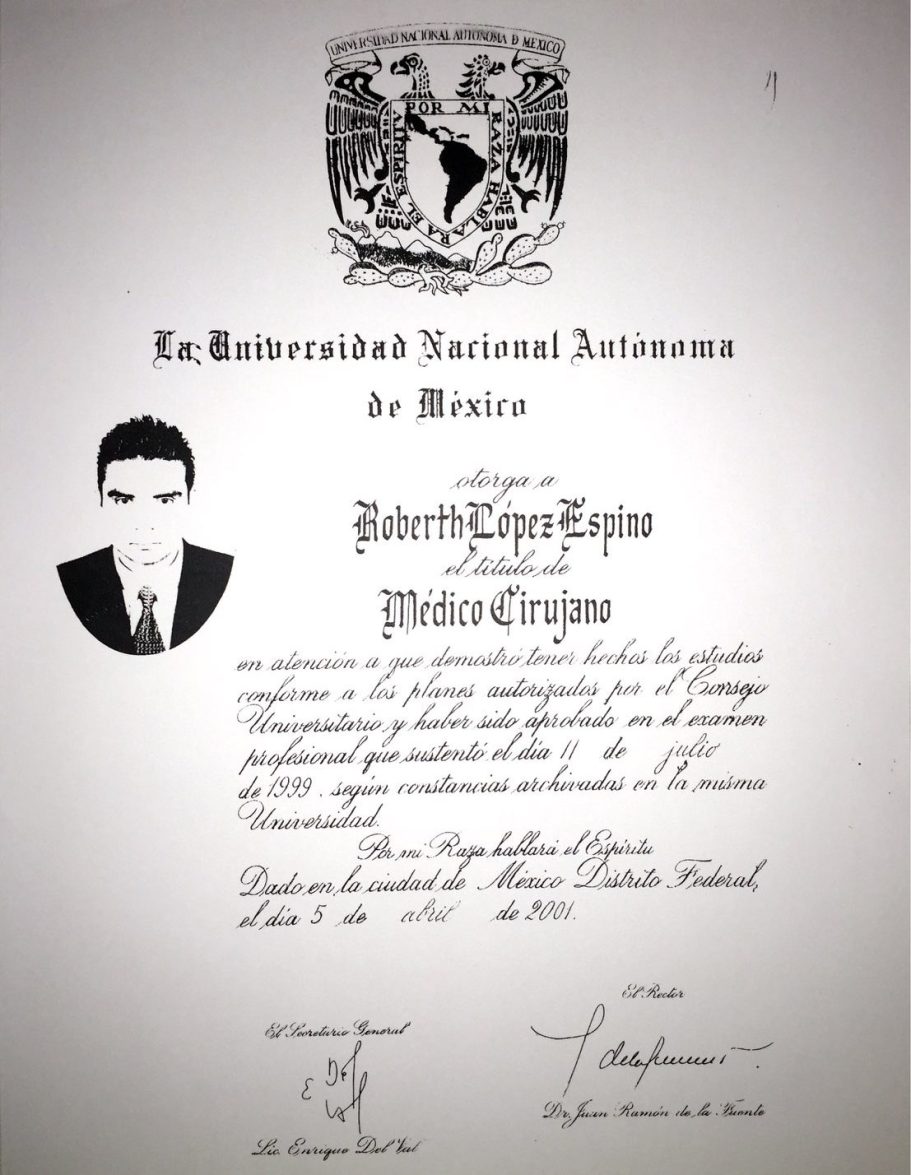 UNIVERSIDAD NACIONAL AUTONOMA D MEXICO
POR MI RAZA HABLARA EL ESPIRITU
La Universidad Nacional Autónoma
de México
otorga a
Roberth López Espino
el título de
Médico Cirujano
en atención a que demostró tener hechos los estudios
conforme a los planes autorizados por el Consejo
Universitario y haber sido aprobado en el examen
profesional que sustentó el día 11 de julio
de 1999. según constancias archivadas en la misma
Universidad.
Por mi Raza hablará el Espíritu
Dado en la ciudad de México Distrito Federal,
el día 5 de abril de 2001.
El Rector
El Secretario General
E Del Val
Dr. Juan Ramón de la Fuente
Lic. Enrique Del Val